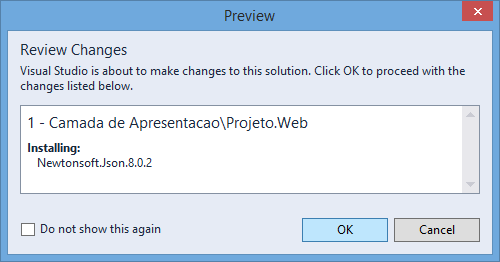 Preview
Review Changes
Visual Studio is about to make changes to this solution. Click OK to proceed with the
changes listed below.
1 - Camada de Apresentacao\Projeto.Web
Installing:
Newtonsoft.Json.8.0.2
Do not show this again
OK
Cancel